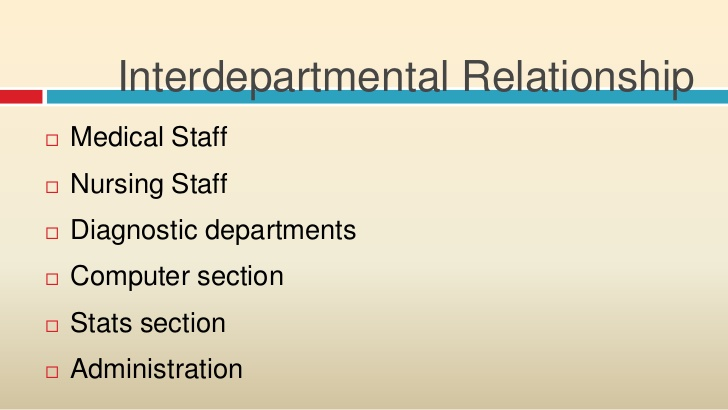 Interdepartmental Relationship
Medical Staff
Nursing Staff
Diagnostic departments
Computer section
Stats section
Administration